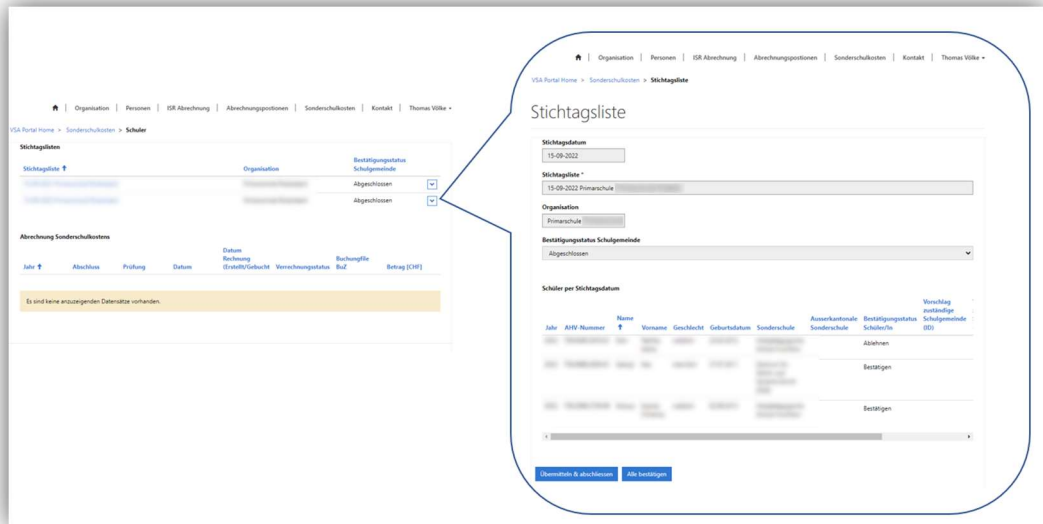 Organisation | Personen | ISR Abrechnung | Abrechnungspostionen | Sonderschulkosten | Kontakt | Thomas Völke
VSA Portal Home > Sonderschulkosten > Schuler
Stichtagslisten
Stichtagsliste ↑ Organisation Bestätigungsstatus Schulgemeinde
Abgeschlossen
Abgeschlossen
Abrechnung Sonderschulkostens
Jahr ↑ Abschluss Prüfung Datum Datum Rechnung (Erstellt/Gebucht Verrechnungsstatus Buchungfile BuZ Betrag [CHF]
Es sind keine anzuzeigenden Datensätze vorhanden.
Organisation | Personen | ISR Abrechnung | Abrechnungspostionen | Sonderschulkosten | Kontakt | Thomas Völke
VSA Portal Home > Sonderschulkosten > Stichtagsliste
Stichtagsliste
Stichtagsdatum
15-09-2022
Stichtagsliste *
15-09-2022 Primarschule
Organisation
Primarschule
Bestätigungsstatus Schulgemeinde
Abgeschlossen
Schüler per Stichtagsdatum
Jahr AHV-Nummer Name ↑ Vorname Geschlecht Geburtsdatum Sonderschule Ausserkantonale Sonderschule Bestätigungsstatus Schüler/In Vorschlag zuständige Schulgemeinde (ID)
Ablehnen
Bestätigen
Bestätigen
Übermitteln & abschliessen Alle bestätigen